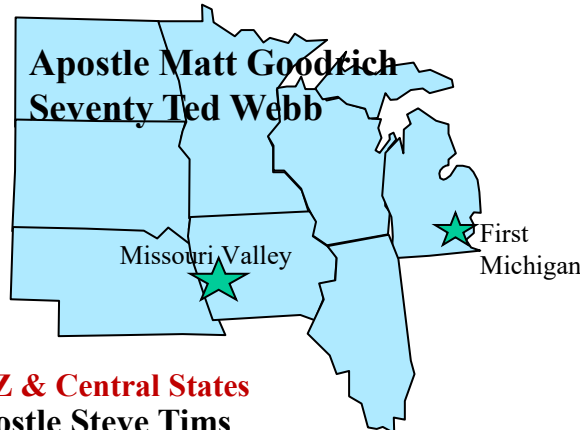 Apostle Matt Goodrich
Seventy Ted Webb
Missouri Valley
First
Michigan
Z & Central States
ostle Steve Tims